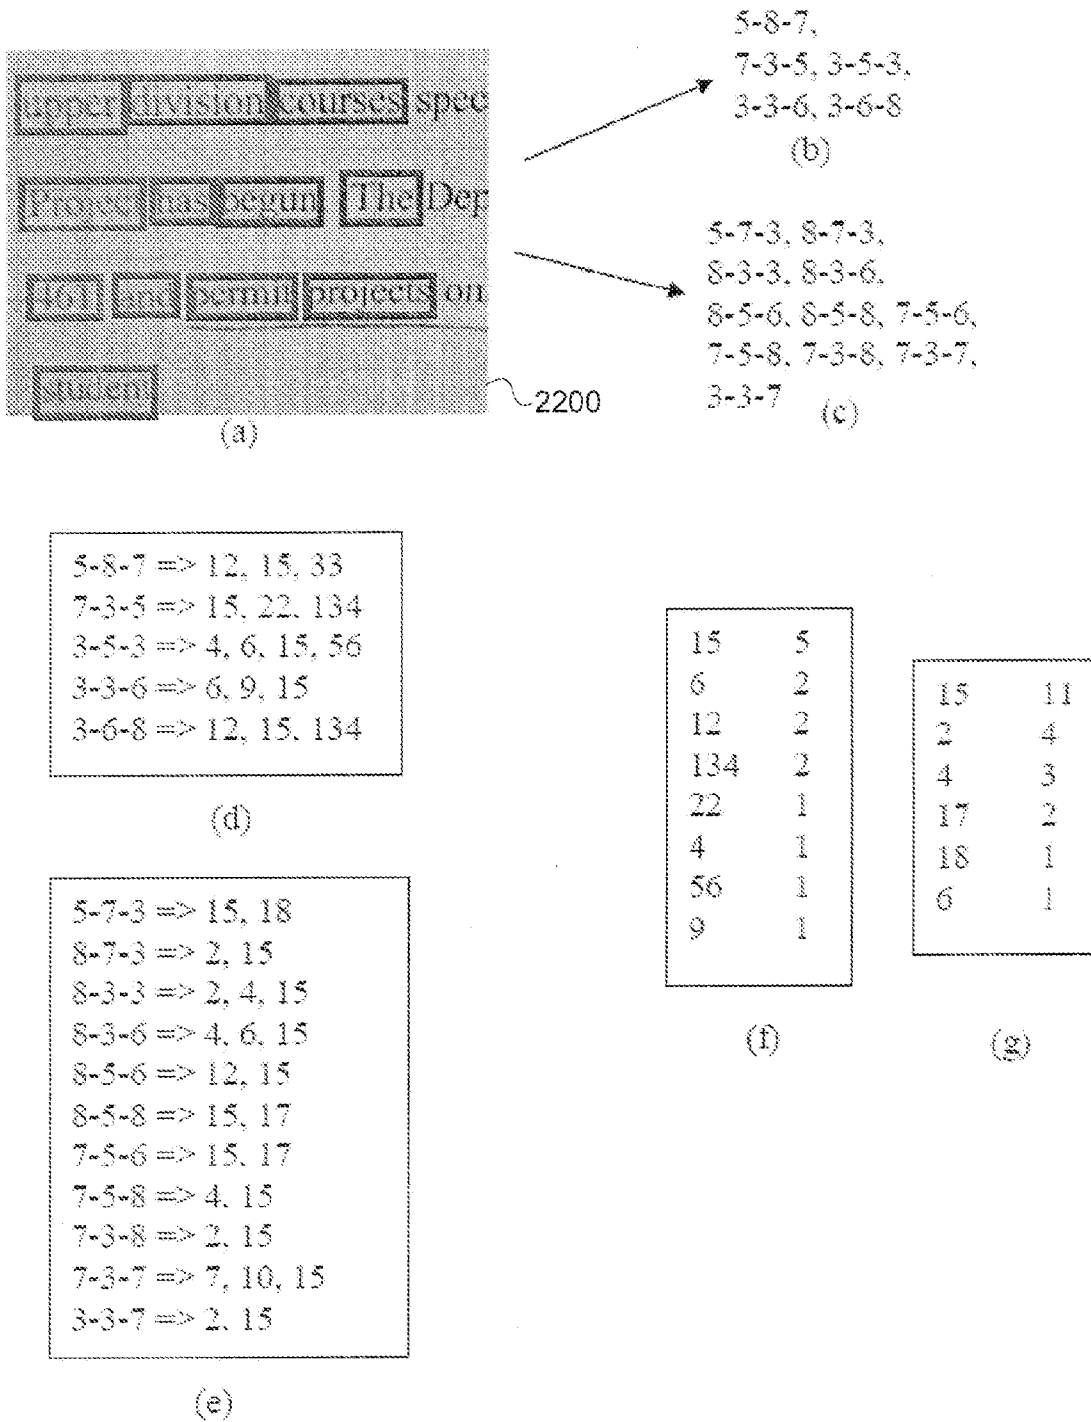 upper division courses spec
Project has begun The Dep
461 and permit projects on
student
2200
(a)
5-8-7,
7-3-5, 3-5-3,
3-3-6, 3-6-8
(b)
5-7-3, 8-7-3,
8-3-3, 8-3-6,
8-5-6, 8-5-8, 7-5-6,
7-5-8, 7-3-8, 7-3-7,
3-3-7
(c)
5-8-7 => 12, 15, 33
7-3-5 => 15, 22, 134
3-5-3 => 4, 6, 15, 56
3-3-6 => 6, 9, 15
3-6-8 => 12, 15, 134
(d)
5-7-3 => 15, 18
8-7-3 => 2, 15
8-3-3 => 2, 4, 15
8-3-6 => 4, 6, 15
8-5-6 => 12, 15
8-5-8 => 15, 17
7-5-6 => 15, 17
7-5-8 => 4, 15
7-3-8 => 2, 15
7-3-7 => 7, 10, 15
3-3-7 => 2, 15
(e)
15 5
6 2
12 2
134 2
22 1
4 1
56 1
9 1
(f)
15 11
2 4
4 3
17 2
18 1
6 1
(g)